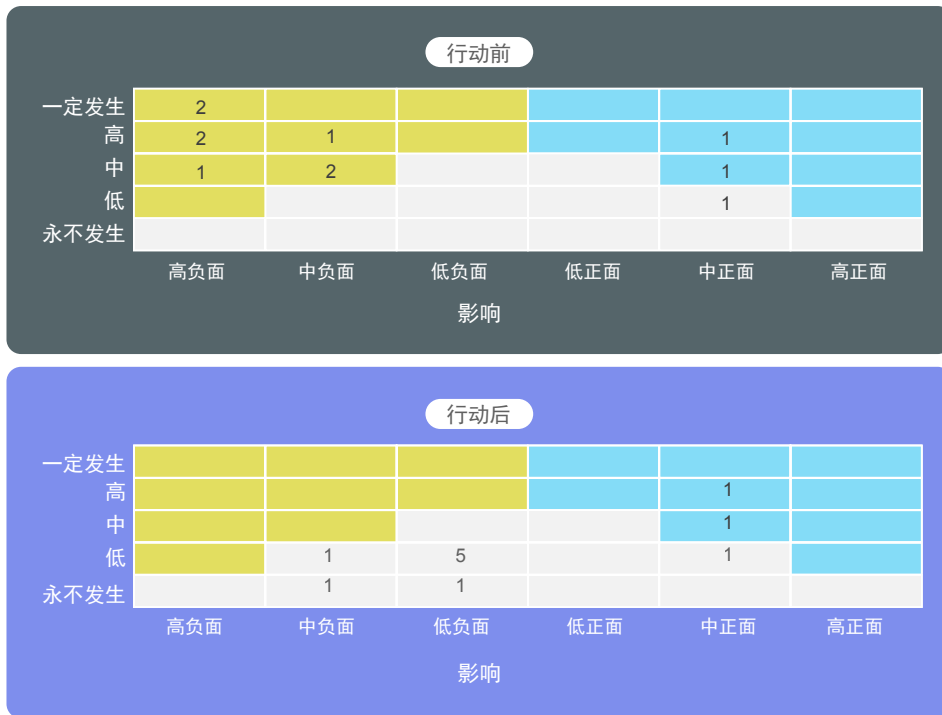 行动前
一定发生 2
高 2 1 1
中 1 2 1
低 1
永不发生
高负面 中负面 低负面 低正面 中正面 高正面
影响
行动后
一定发生
高 1
中 1
低 1 5 1
永不发生 1 1
高负面 中负面 低负面 低正面 中正面 高正面
影响